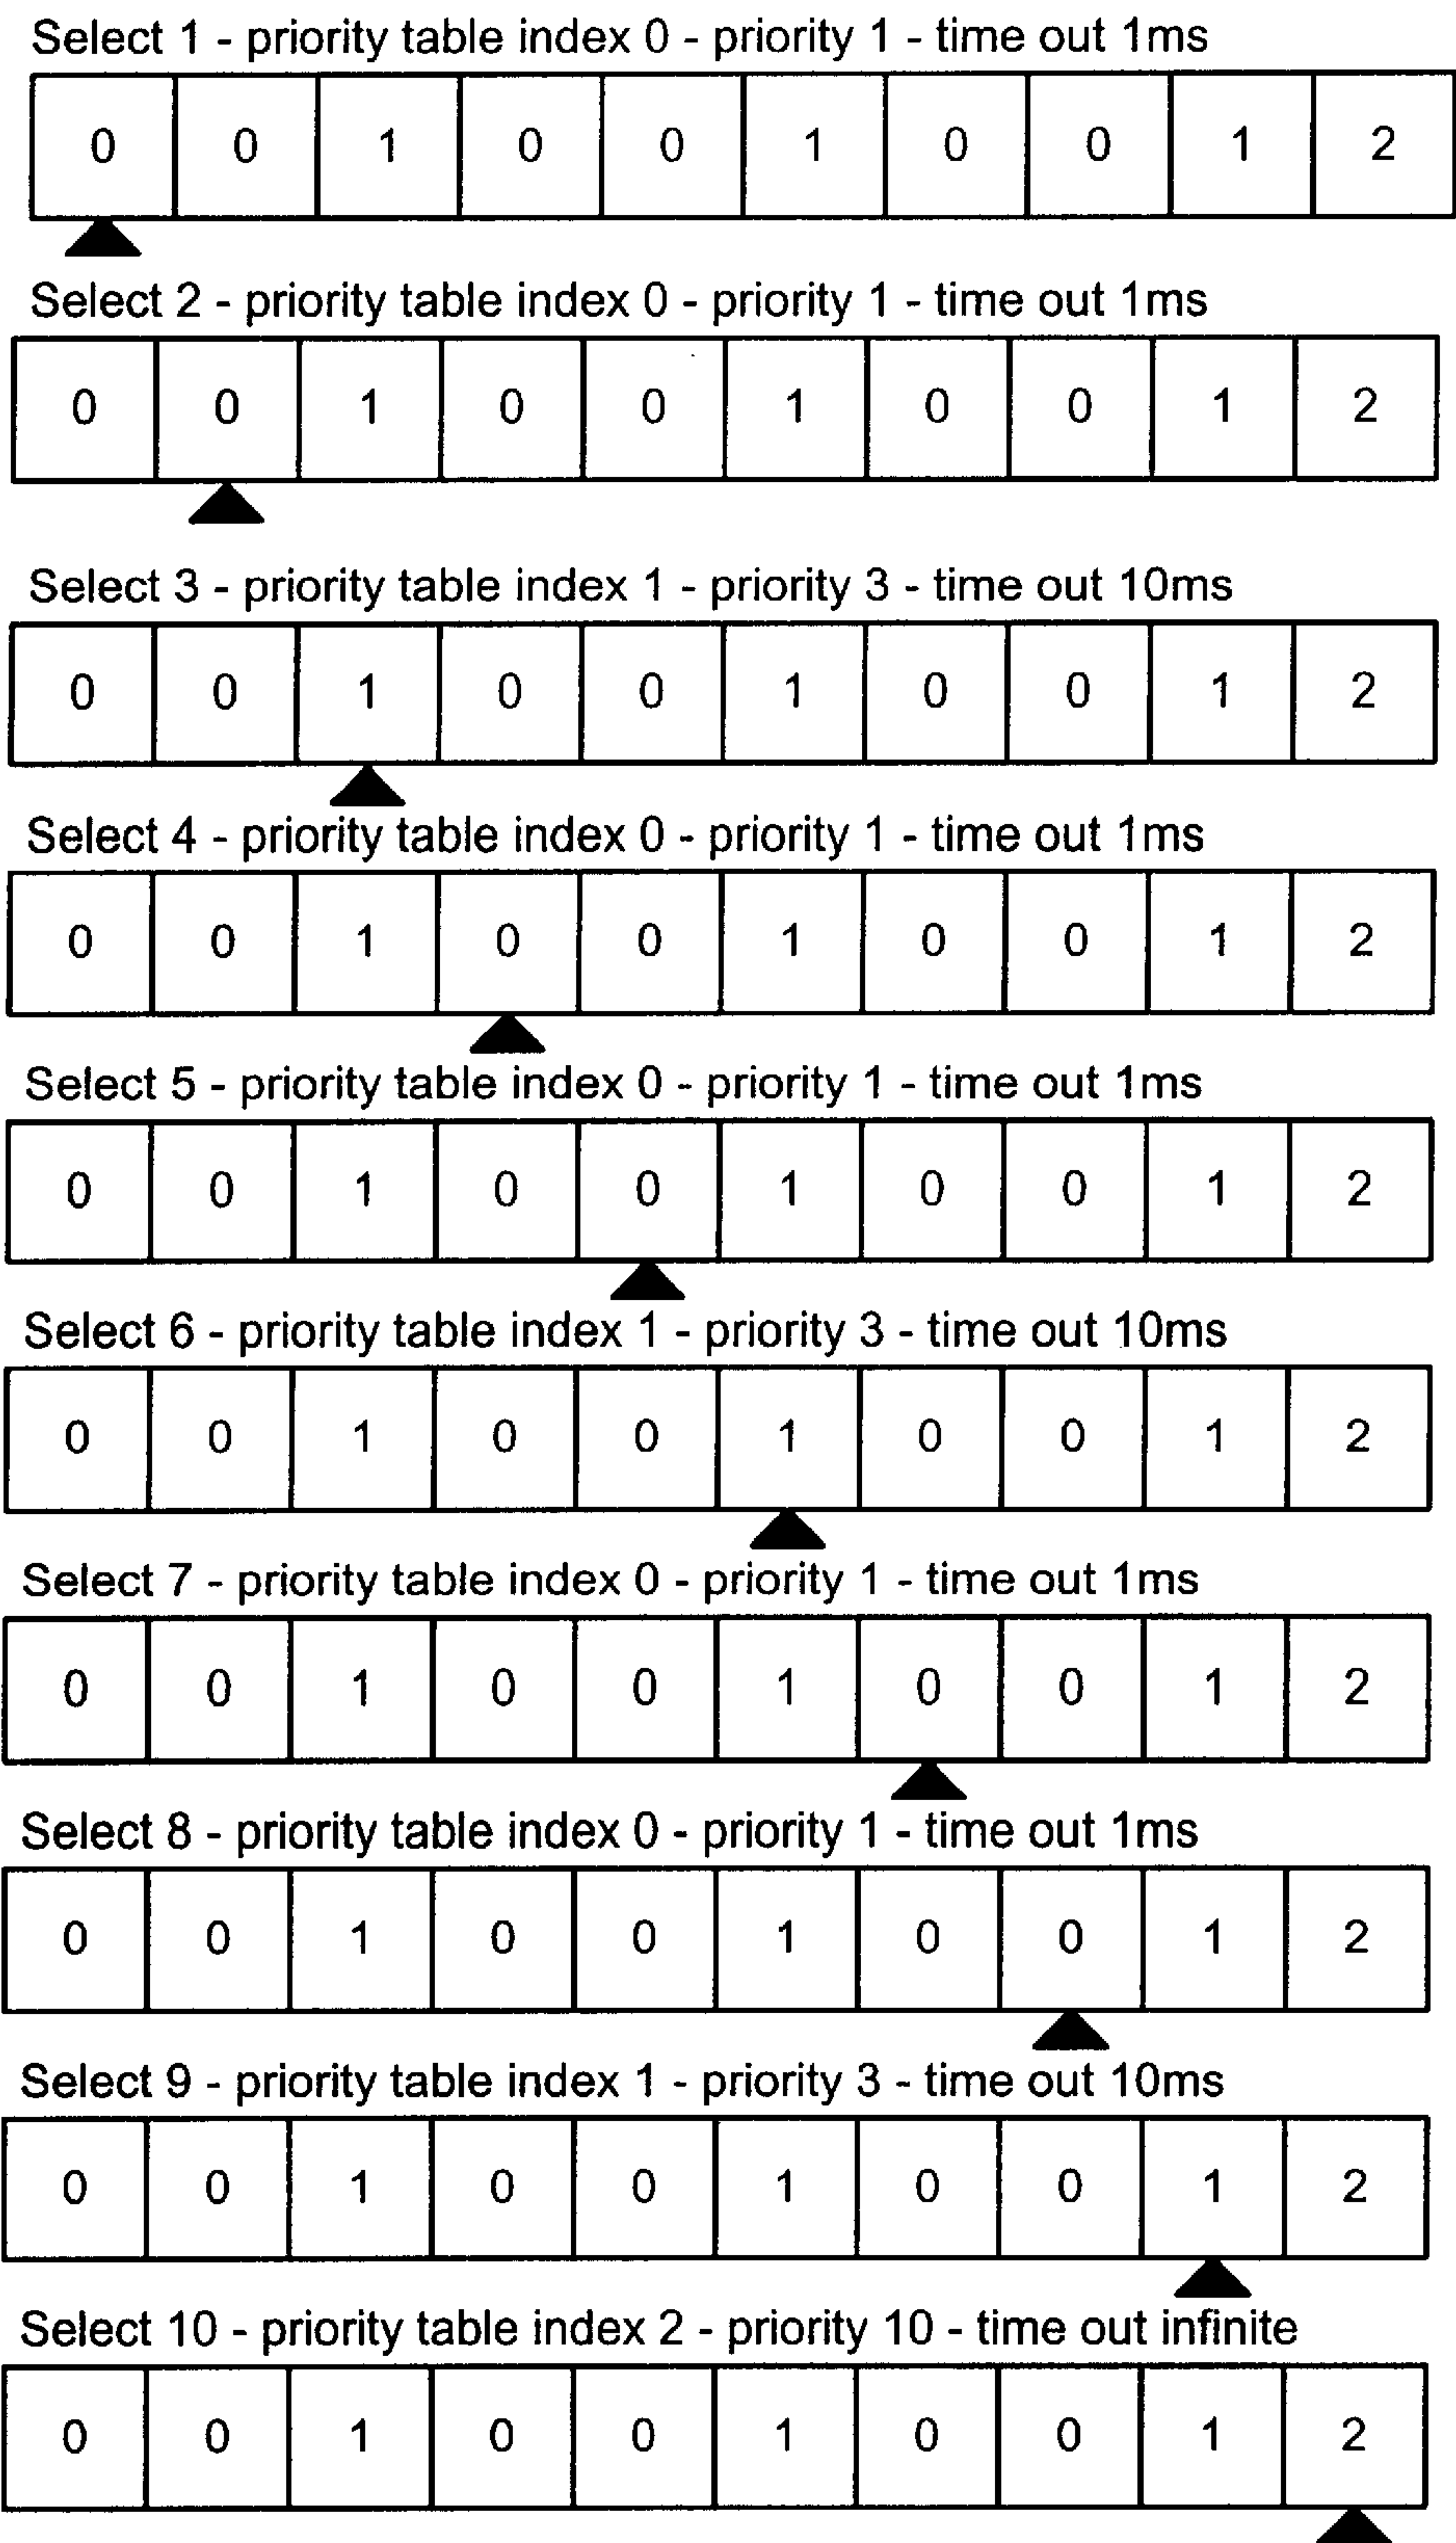 Select 1 - priority table index 0 - priority 1 - time out 1ms
0 0 1 0 0 1 0 0 1 2
Select 2 - priority table index 0 - priority 1 - time out 1ms
0 0 1 0 0 1 0 0 1 2
Select 3 - priority table index 1 - priority 3 - time out 10ms
0 0 1 0 0 1 0 0 1 2
Select 4 - priority table index 0 - priority 1 - time out 1ms
0 0 1 0 0 1 0 0 1 2
Select 5 - priority table index 0 - priority 1 - time out 1ms
0 0 1 0 0 1 0 0 1 2
Select 6 - priority table index 1 - priority 3 - time out 10ms
0 0 1 0 0 1 0 0 1 2
Select 7 - priority table index 0 - priority 1 - time out 1ms
0 0 1 0 0 1 0 0 1 2
Select 8 - priority table index 0 - priority 1 - time out 1ms
0 0 1 0 0 1 0 0 1 2
Select 9 - priority table index 1 - priority 3 - time out 10ms
0 0 1 0 0 1 0 0 1 2
Select 10 - priority table index 2 - priority 10 - time out infinite
0 0 1 0 0 1 0 0 1 2